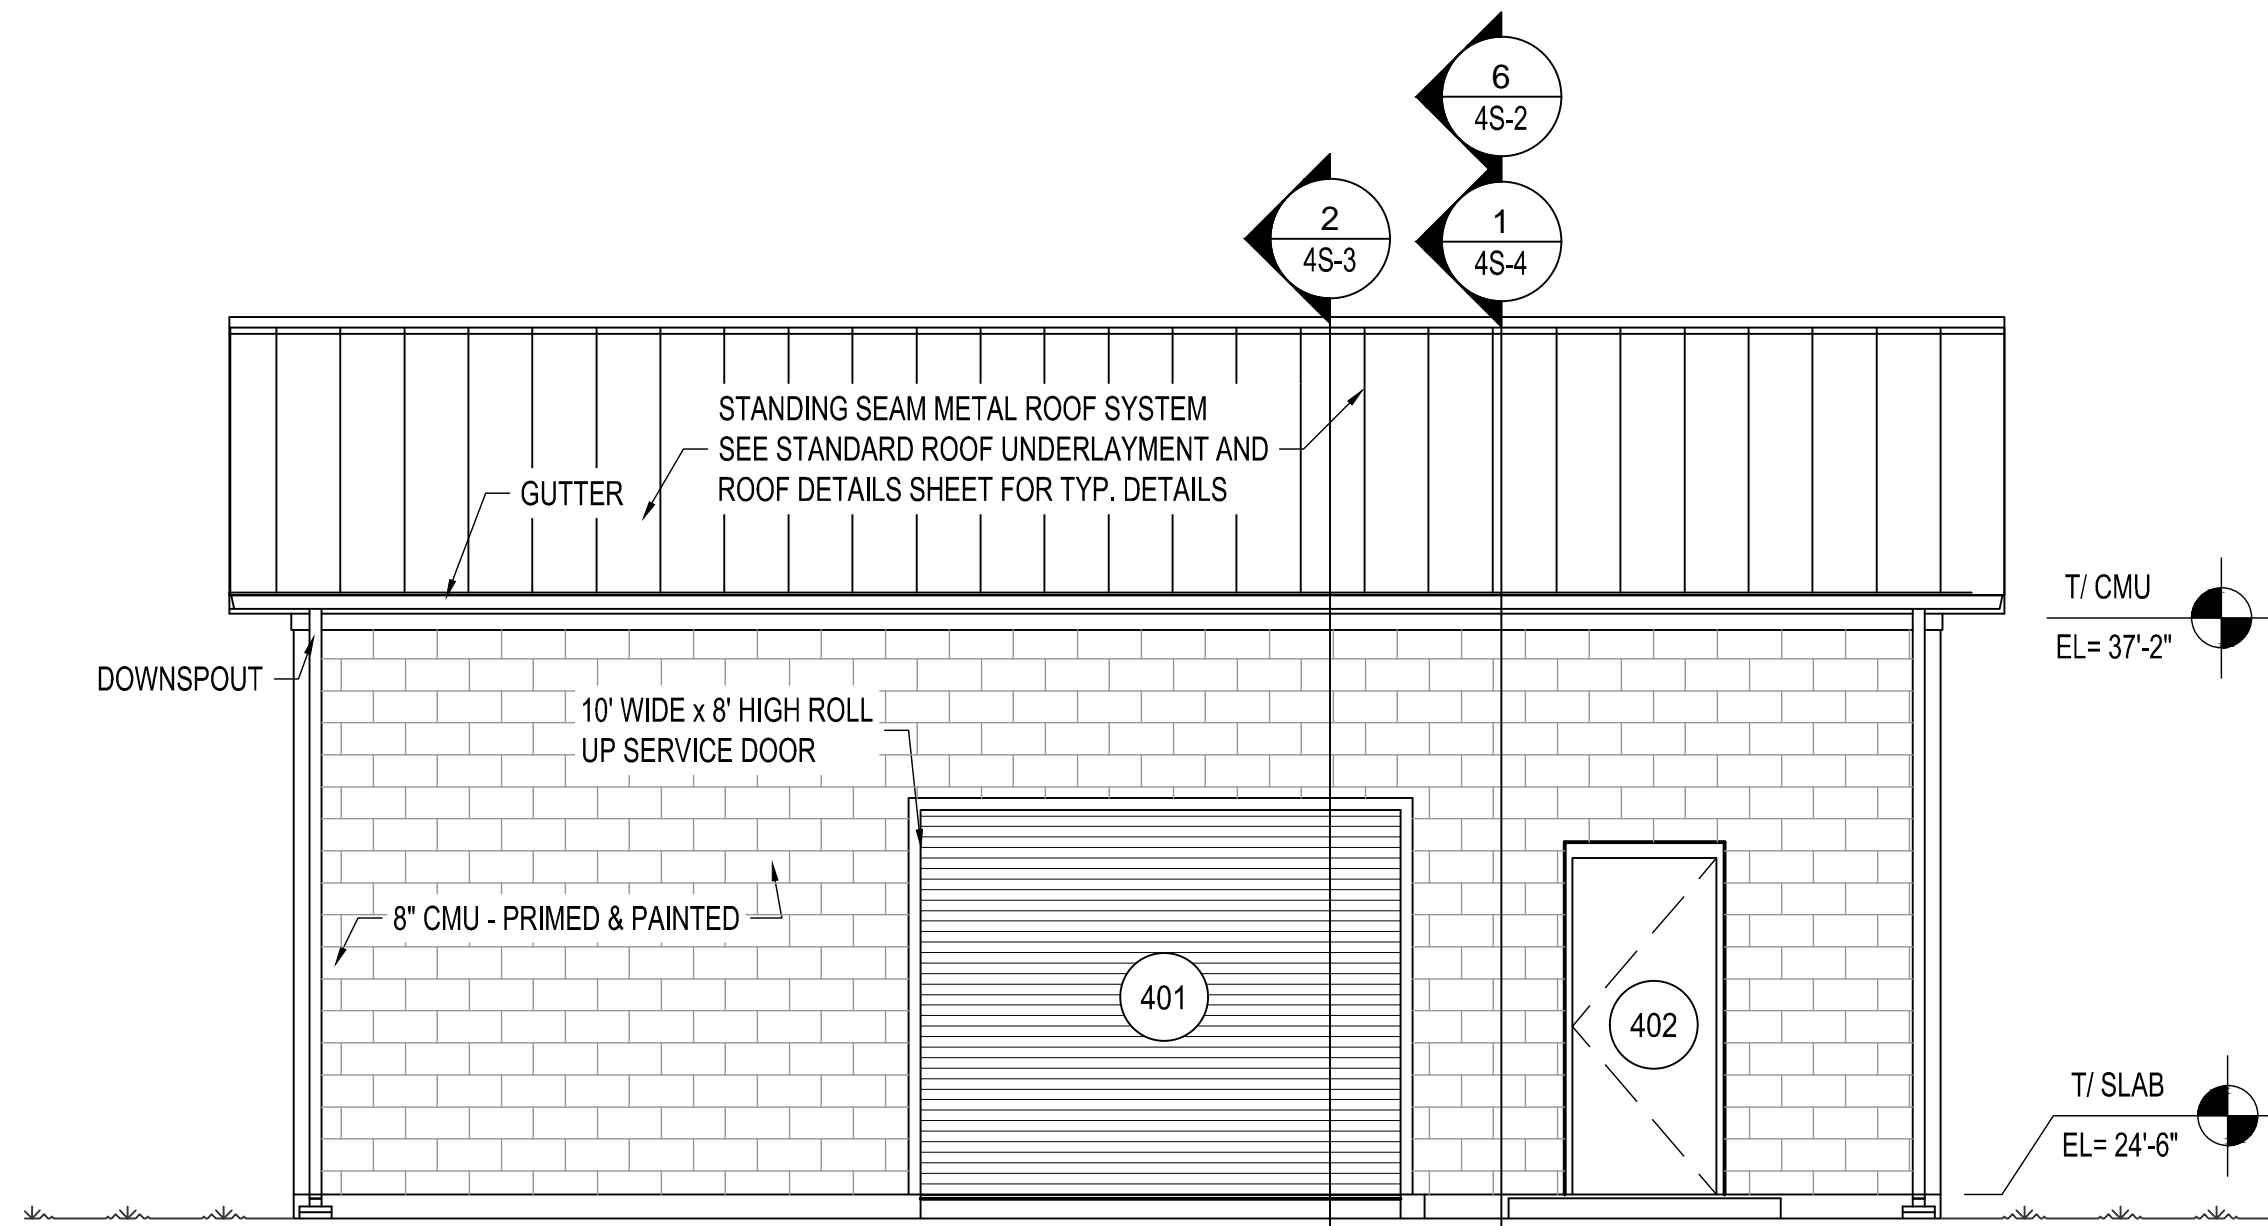 6
4S-2
2
4S-3
1
4S-4
STANDING SEAM METAL ROOF SYSTEM
SEE STANDARD ROOF UNDERLAYMENT AND
ROOF DETAILS SHEET FOR TYP. DETAILS
GUTTER
T/ CMU
EL= 37'-2"
DOWNSPOUT
10' WIDE x 8' HIGH ROLL
UP SERVICE DOOR
8" CMU - PRIMED & PAINTED
401
402
T/ SLAB
EL= 24'-6"